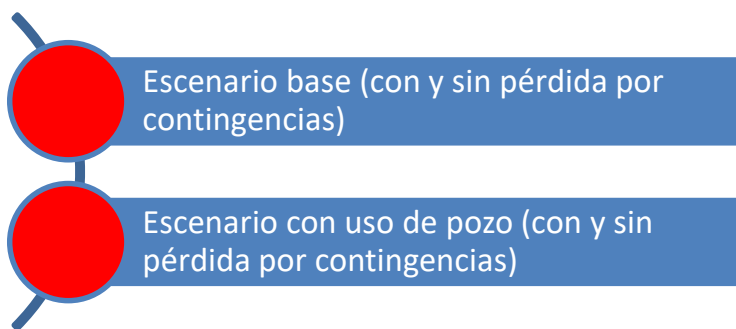 Escenario base (con y sin pérdida por
contingencias)
Escenario con uso de pozo (con y sin
pérdida por contingencias)